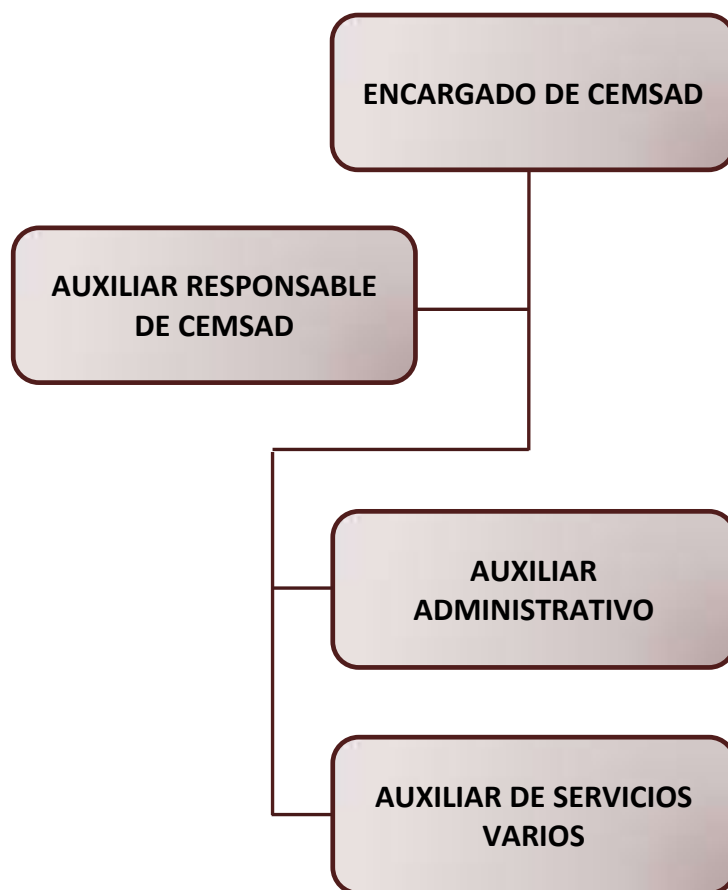 ENCARGADO DE CEMSAD
AUXILIAR RESPONSABLE
DE CEMSAD
AUXILIAR
ADMINISTRATIVO
AUXILIAR DE SERVICIOS
VARIOS